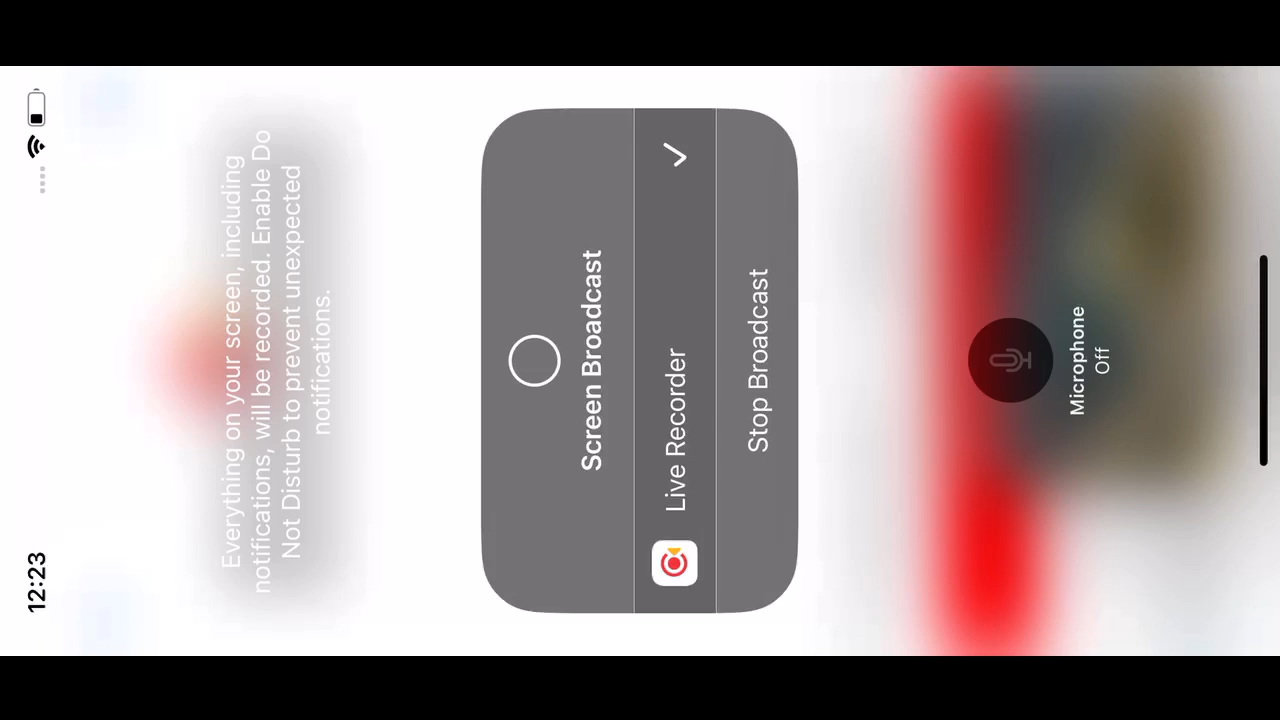 12:23
Everything on your screen, including
notifications, will be recorded. Enable Do
Not Disturb to prevent unexpected
notifications.
Screen Broadcast
Live Recorder
Stop Broadcast
Microphone
Off